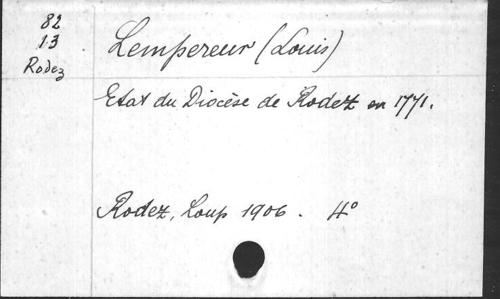 82
13
Rodez
Lempereur (Louis)
Etat du Diocèse de Rodez en 1771.
Rodez, Loup 1906. 4°